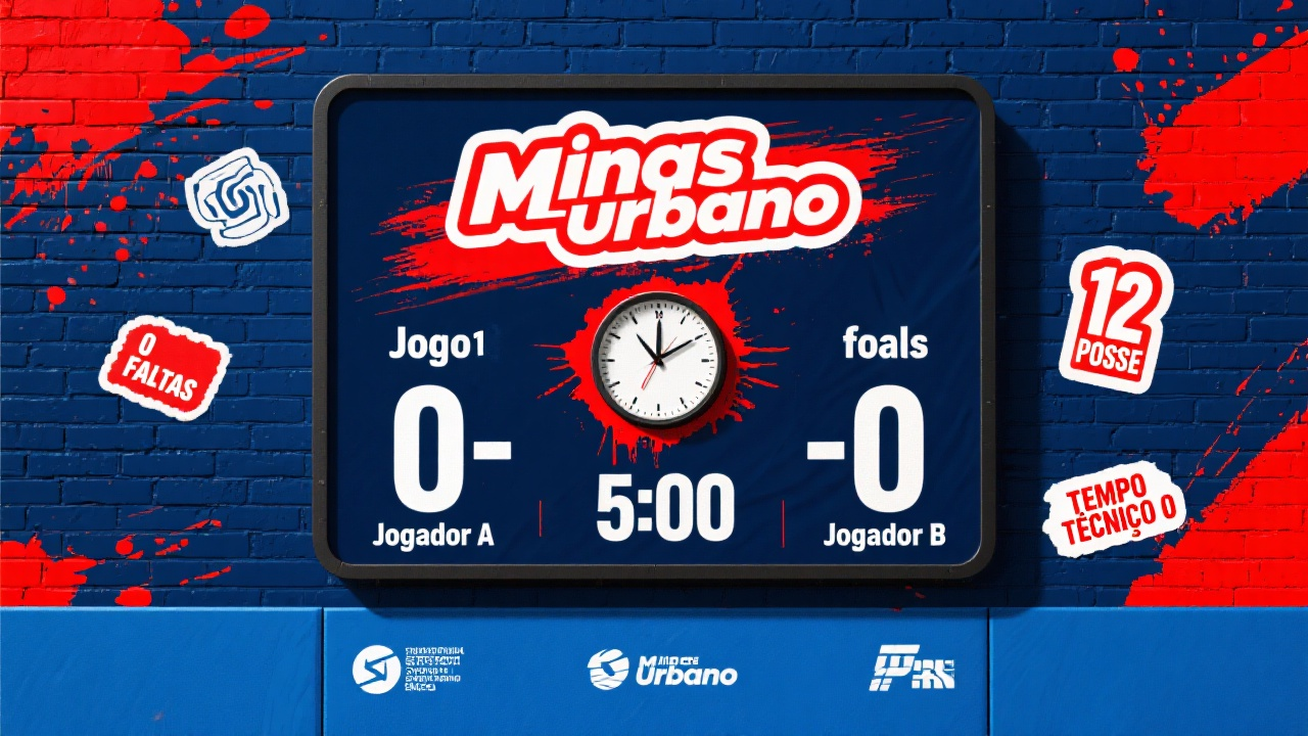 Minas
urbano
Jogo1
foals
0-
-0
5:00
Jogador A
Jogador B
0
FALTAS
12
POSSE
TEMPO
TÉCNIÇO 0
Urbano